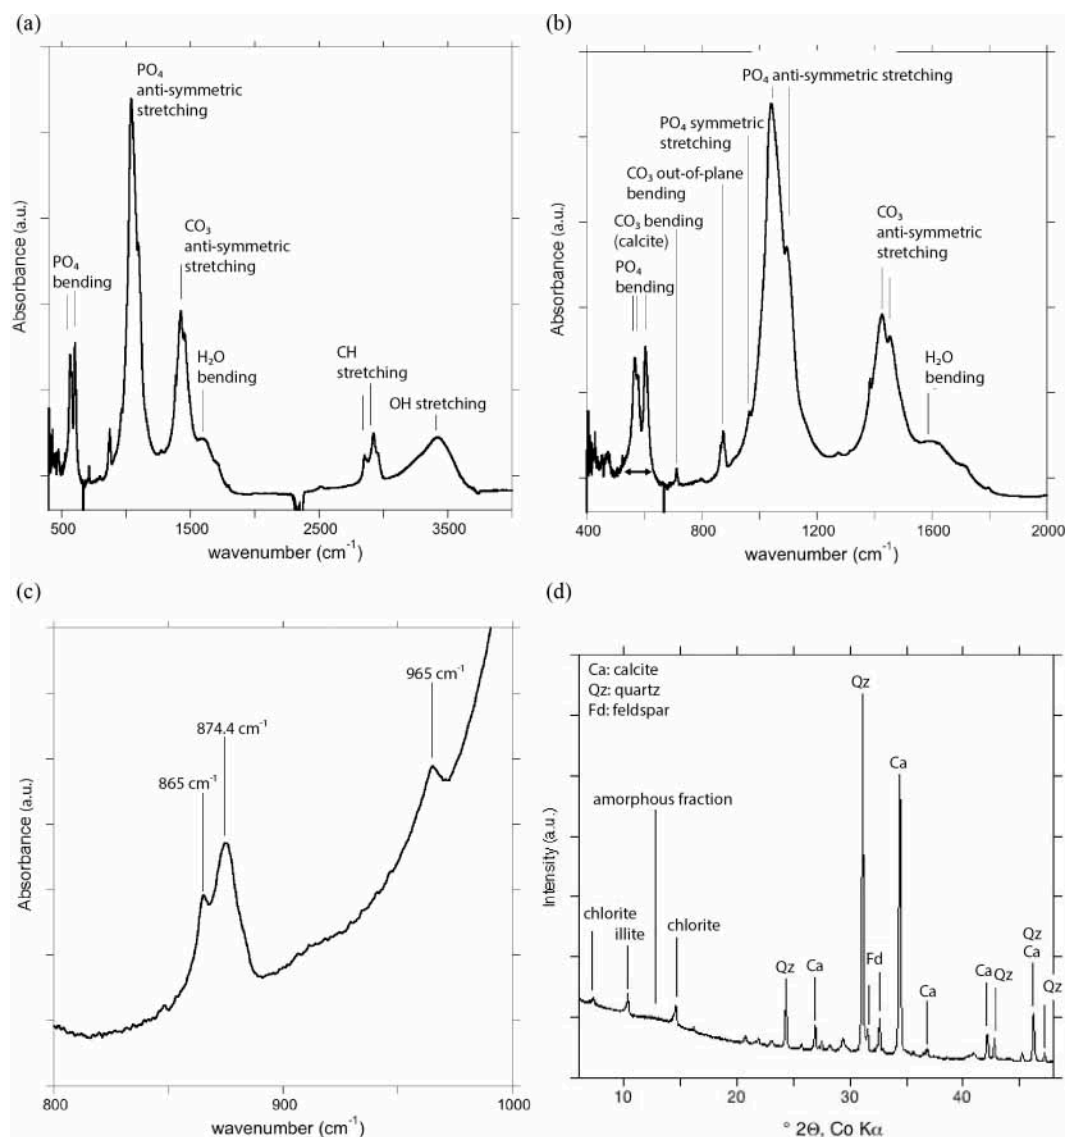 (a)
PO₄
anti-symmetric
stretching
CO₃
anti-symmetric
stretching
PO₄
bending
H₂O
bending
CH
stretching
OH stretching
Absorbance (a.u.)
500 1500 2500 3500
wavenumber (cm⁻¹)
(b)
PO₄ anti-symmetric stretching
PO₄ symmetric
stretching
CO₃ out-of-plane
bending
CO₃ bending
(calcite)
PO₄
bending
CO₃
anti-symmetric
stretching
H₂O
bending
Absorbance (a.u.)
400 800 1200 1600 2000
wavenumber (cm⁻¹)
(c)
965 cm⁻¹
874.4 cm⁻¹
865 cm⁻¹
Absorbance (a.u.)
800 900 1000
wavenumber (cm⁻¹)
(d)
Ca: calcite
Qz: quartz
Fd: feldspar
Qz
Ca
amorphous fraction
chlorite
illite
chlorite
Qz
Ca
Fd
Ca
Ca
Qz
Qz
Ca
Qz
Intensity (a.u.)
10 20 30 40
° 2Θ, Co Kα